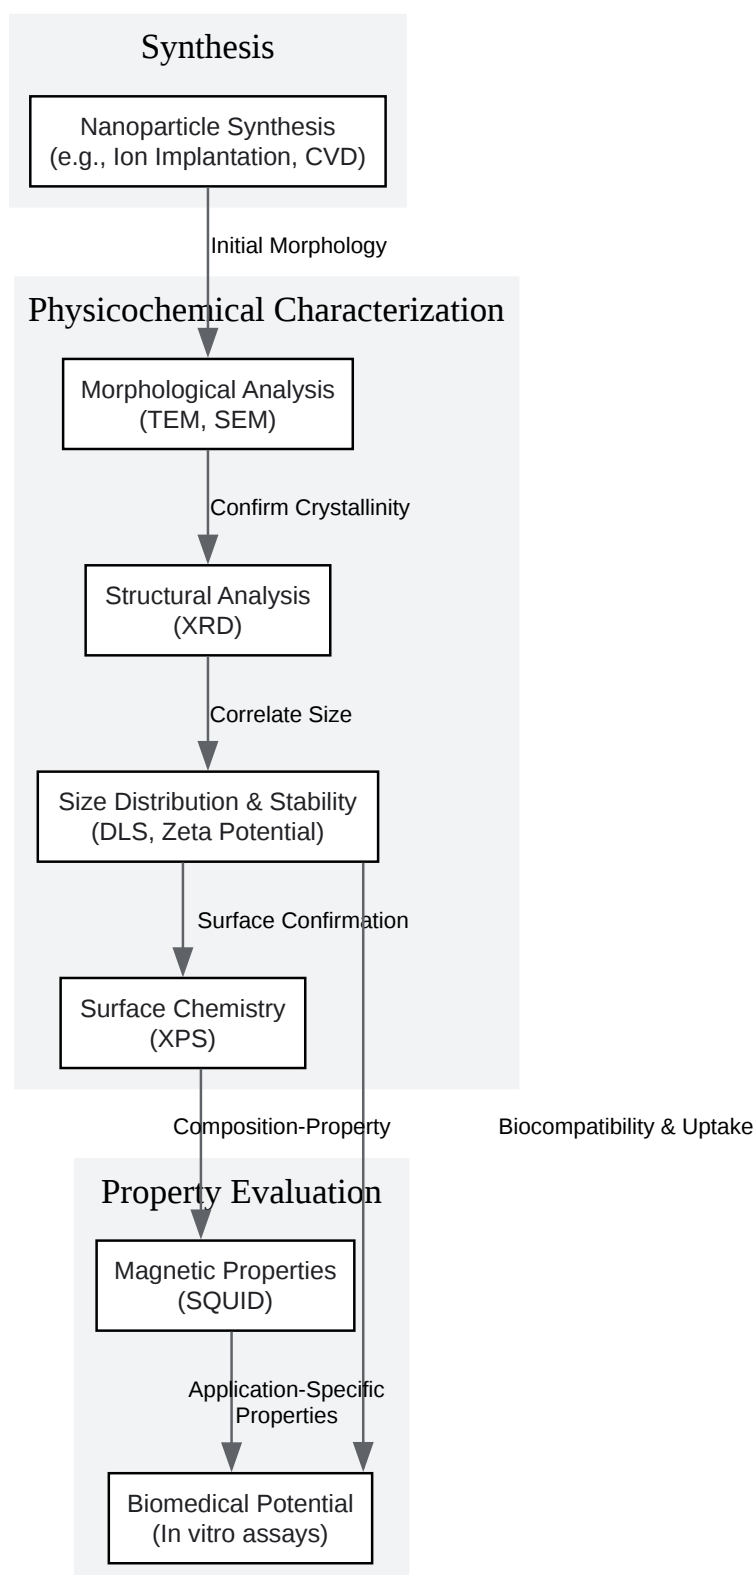 Synthesis
Nanoparticle Synthesis
(e.g., Ion Implantation, CVD)
Initial Morphology
Physicochemical Characterization
Morphological Analysis
(TEM, SEM)
Confirm Crystallinity
Structural Analysis
(XRD)
Correlate Size
Size Distribution & Stability
(DLS, Zeta Potential)
Surface Confirmation
Surface Chemistry
(XPS)
Composition-Property
Biocompatibility & Uptake
Property Evaluation
Magnetic Properties
(SQUID)
Application-Specific
Properties
Biomedical Potential
(In vitro assays)